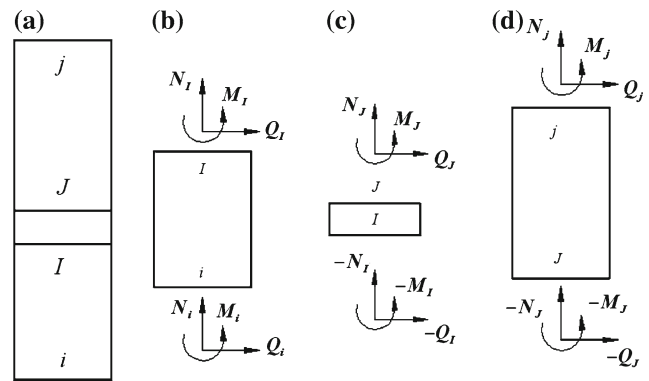 (a)
j
J
I
i
(b)
N_I
M_I
Q_I
I
i
N_i
M_i
Q_i
(c)
N_J
M_J
Q_J
J
I
−N_I
−M_I
−Q_I
(d)
N_j
M_j
Q_j
j
J
−N_J
−M_J
−Q_J